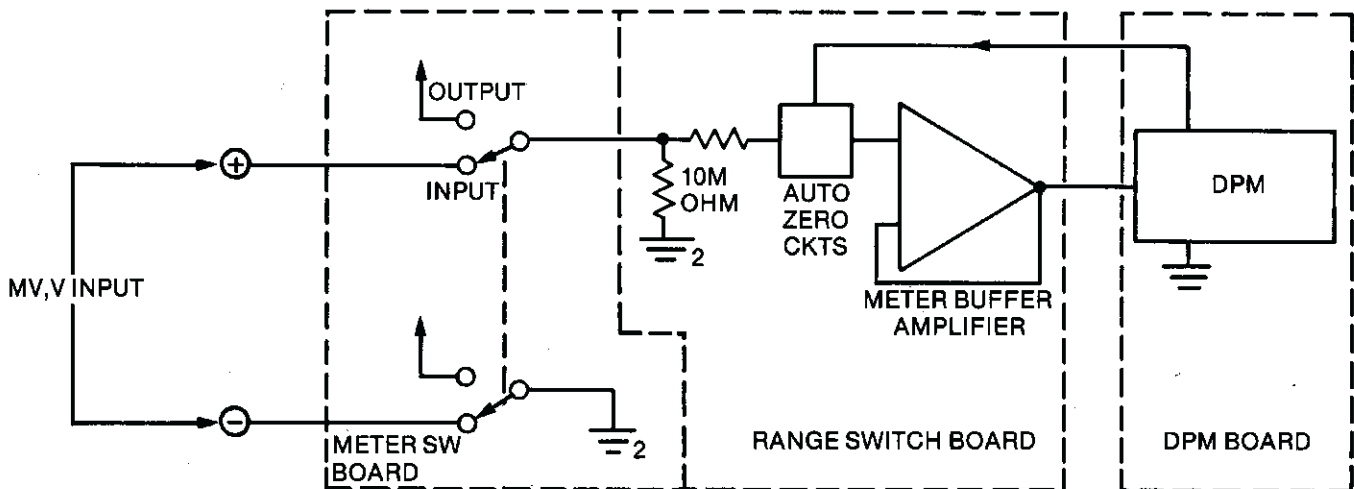 OUTPUT
+
INPUT
MV,V INPUT
-
METER SW
BOARD
2
10M
OHM
2
AUTO
ZERO
CKTS
METER BUFFER
AMPLIFIER
RANGE SWITCH BOARD
DPM
DPM BOARD